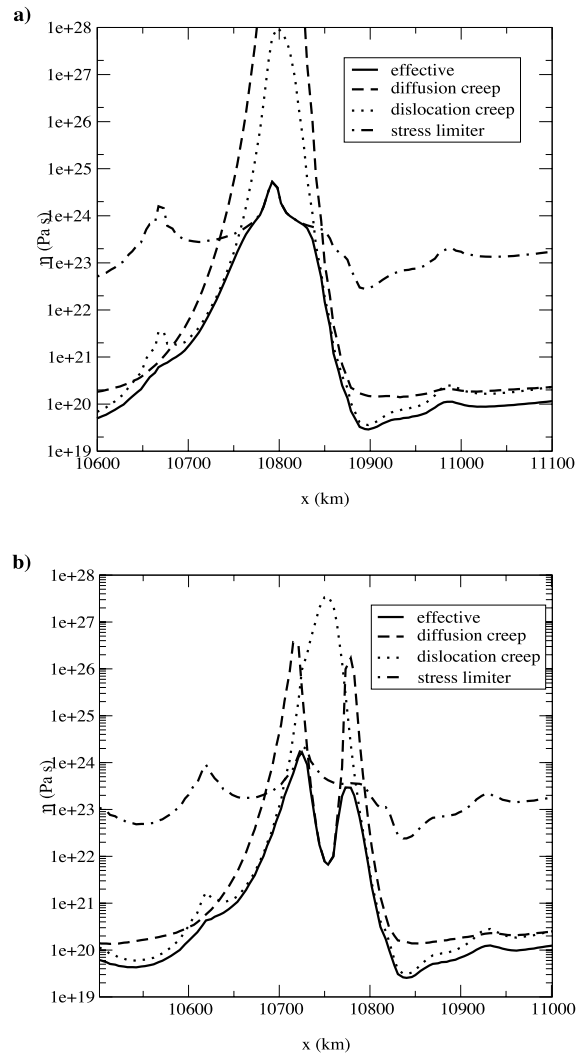 a)
1e+28
1e+27
1e+26
1e+25
1e+24
1e+23
1e+22
1e+21
1e+20
1e+19
η (Pa s)
effective
diffusion creep
dislocation creep
stress limiter
10600 10700 10800 10900 11000 11100
x (km)
b)
1e+28
1e+27
1e+26
1e+25
1e+24
1e+23
1e+22
1e+21
1e+20
1e+19
η (Pa s)
effective
diffusion creep
dislocation creep
stress limiter
10600 10700 10800 10900 11000
x (km)